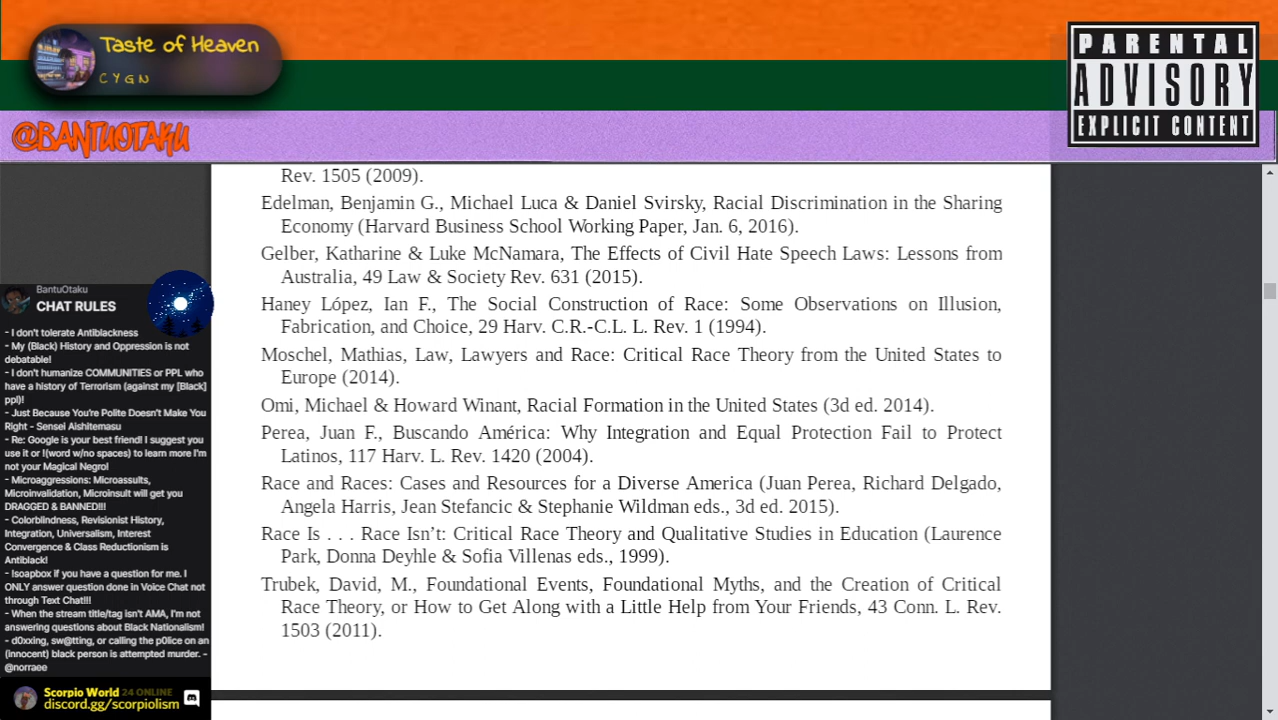 Taste of Heaven
CYGN
PARENTAL
ADVISORY
EXPLICIT CONTENT
@BANTUOTAKU
Rev. 1505 (2009).
Edelman, Benjamin G., Michael Luca & Daniel Svirsky, Racial Discrimination in the Sharing
Economy (Harvard Business School Working Paper, Jan. 6, 2016).
Gelber, Katharine & Luke McNamara, The Effects of Civil Hate Speech Laws: Lessons from
Australia, 49 Law & Society Rev. 631 (2015).
Haney López, Ian F., The Social Construction of Race: Some Observations on Illusion,
Fabrication, and Choice, 29 Harv. C.R.-C.L. L. Rev. 1 (1994).
Moschel, Mathias, Law, Lawyers and Race: Critical Race Theory from the United States to
Europe (2014).
Omi, Michael & Howard Winant, Racial Formation in the United States (3d ed. 2014).
Perea, Juan F., Buscando América: Why Integration and Equal Protection Fail to Protect
Latinos, 117 Harv. L. Rev. 1420 (2004).
Race and Races: Cases and Resources for a Diverse America (Juan Perea, Richard Delgado,
Angela Harris, Jean Stefancic & Stephanie Wildman eds., 3d ed. 2015).
Race Is . . . Race Isn’t: Critical Race Theory and Qualitative Studies in Education (Laurence
Park, Donna Deyhle & Sofia Villenas eds., 1999).
Trubek, David, M., Foundational Events, Foundational Myths, and the Creation of Critical
Race Theory, or How to Get Along with a Little Help from Your Friends, 43 Conn. L. Rev.
1503 (2011).
BantuOtaku
CHAT RULES
- I don't tolerate Antiblackness
- My (Black) History and Oppression is not
debatable!
- I don't humanize COMMUNITIES or PPL who
have a history of Terrorism (against my [Black]
ppl)!
- Just Because You're Polite Doesn't Make You
Right - Sensei Aishitemasu
- Re: Google is your best friend! I suggest you
use it or !(word w/no spaces) to learn more I'm
not your Magical Negro!
- Microaggressions: Microassults,
Microinvalidation, Microinsult will get you
DRAGGED & BANNED!!!
- Colorblindness, Revisionist History,
Integration, Universalism, Interest
Convergence & Class Reductionism is
Antiblack!
- !soapbox if you have a question for me. I
ONLY answer question done in Voice Chat not
through Text Chat!!!
- When the stream title/tag isn't AMA, I'm not
answering questions about Black Nationalism!
- d0xxing, sw@tting, or calling the p0lice on an
(innocent) black person is attempted murder. -
@norraee
Scorpio World 24 ONLINE
discord.gg/scorpiolism